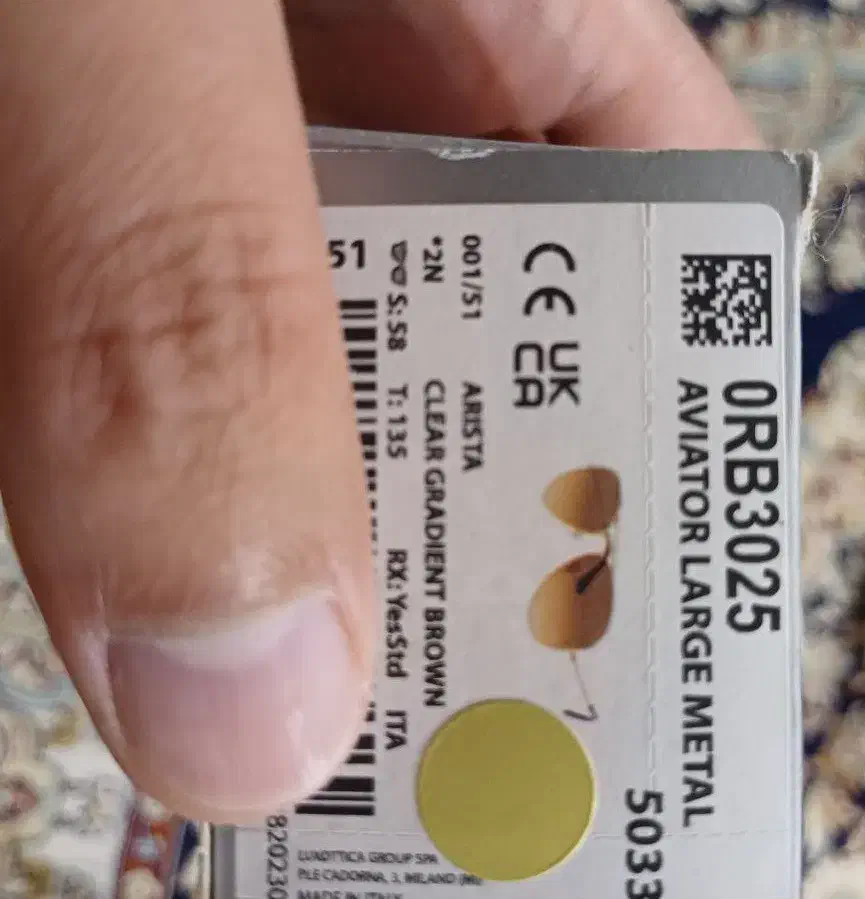 0RB3025
AVIATOR LARGE METAL
5033
CE UK
CA
001/51 ARISTA
*2N CLEAR GRADIENT BROWN
S: 58 T: 135 RX: YesStd ITA
51
LUXOTTICA GROUP SPA
PLE CADORNA, 3, MILANO
MADE IN ITALY
820230